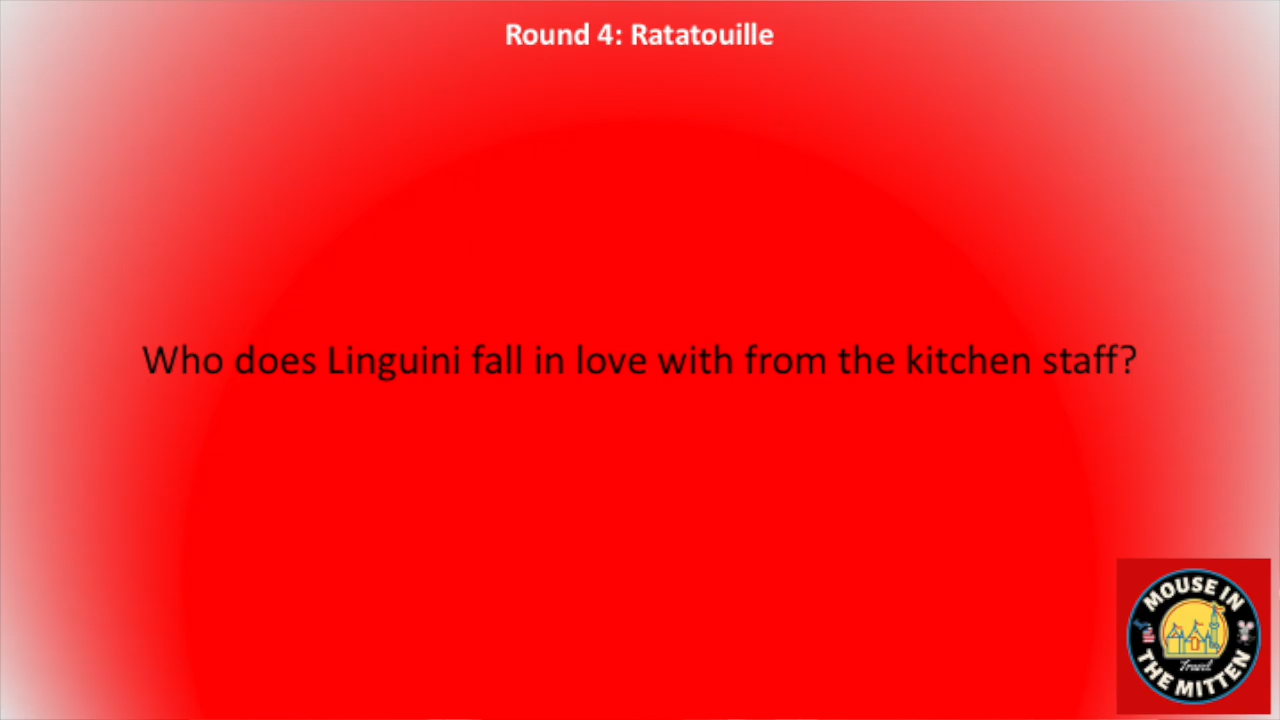 Round 4: Ratatouille
Who does Linguini fall in love with from the kitchen staff?
MOUSE IN
Travel
THE MITTEN